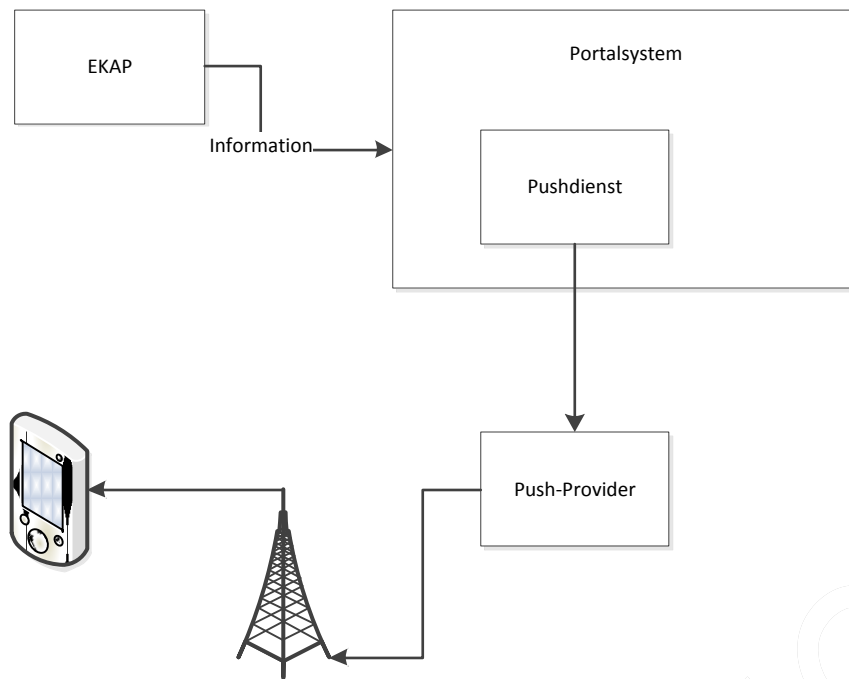 EKAP
Portalsystem
Information
Pushdienst
Push-Provider